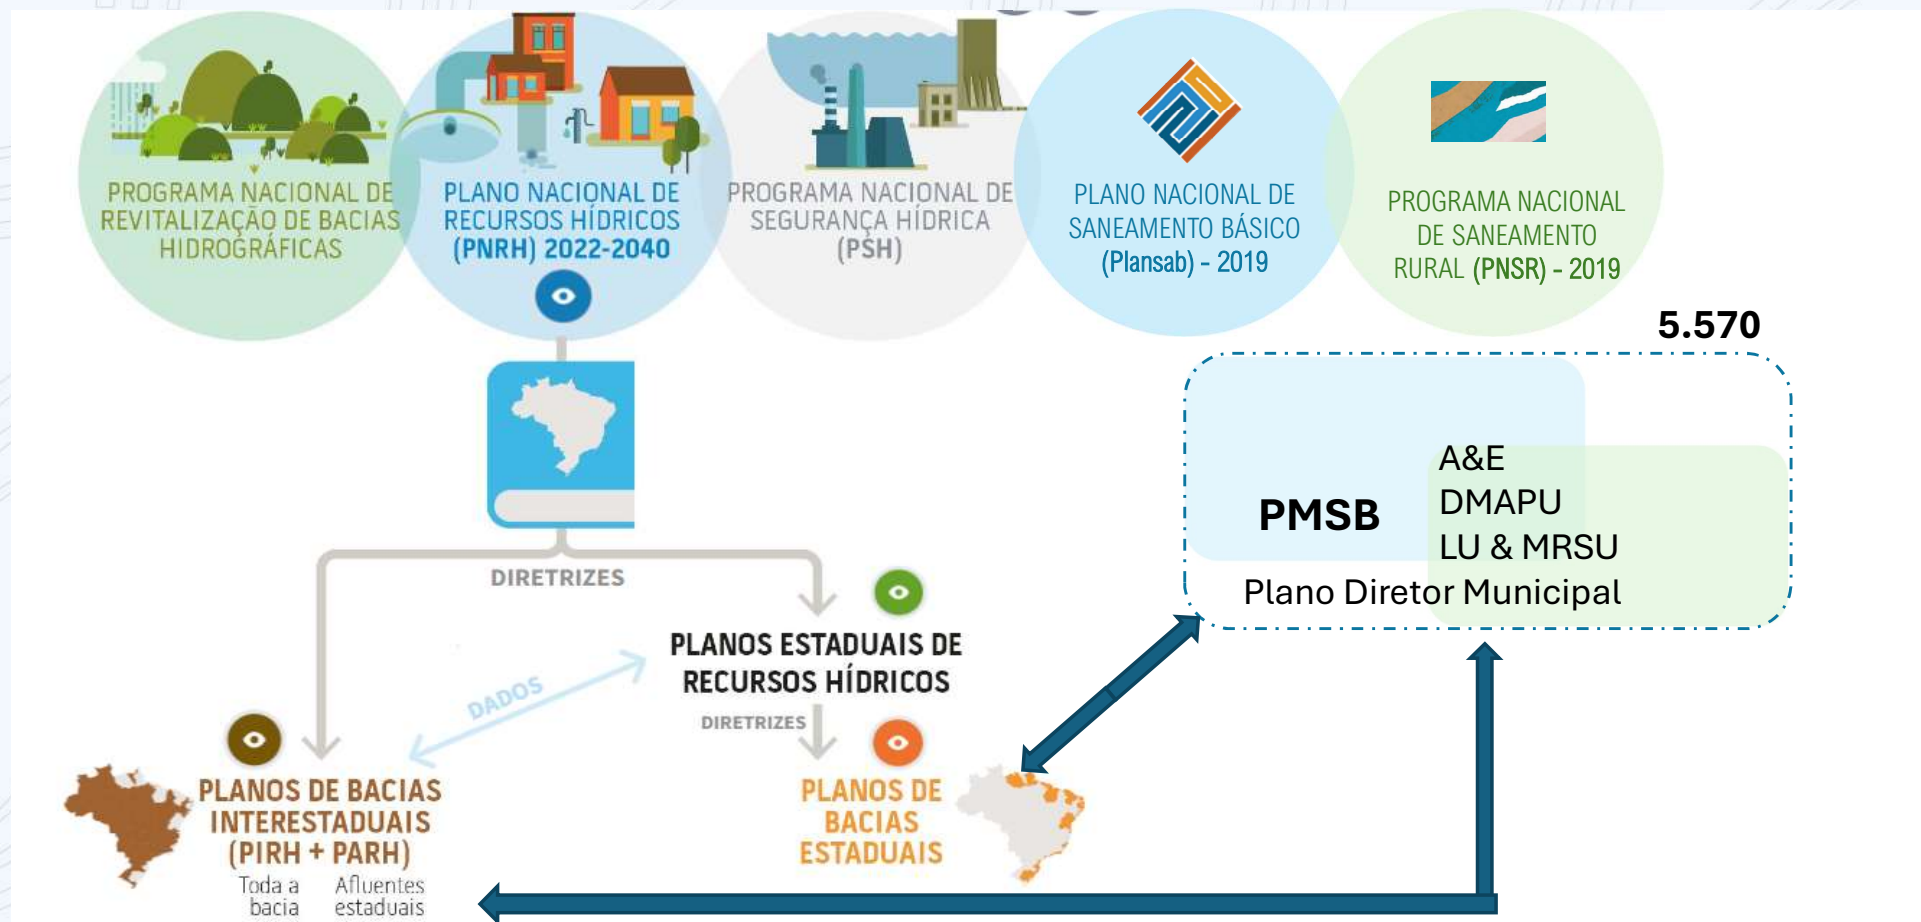 PROGRAMA NACIONAL DE
REVITALIZAÇÃO DE BACIAS
HIDROGRÁFICAS
PLANO NACIONAL DE
RECURSOS HÍDRICOS
(PNRH) 2022-2040
PROGRAMA NACIONAL DE
SEGURANÇA HÍDRICA
(PSH)
PLANO NACIONAL DE
SANEAMENTO BÁSICO
(Plansab) - 2019
PROGRAMA NACIONAL
DE SANEAMENTO
RURAL (PNSR) - 2019
5.570
PMSB
A&E
DMAPU
LU & MRSU
Plano Diretor Municipal
DIRETRIZES
PLANOS ESTADUAIS DE
RECURSOS HÍDRICOS
DADOS
DIRETRIZES
PLANOS DE BACIAS
INTERESTADUAIS
(PIRH + PARH)
Toda a
bacia
Afluentes
estaduais
PLANOS DE
BACIAS
ESTADUAIS